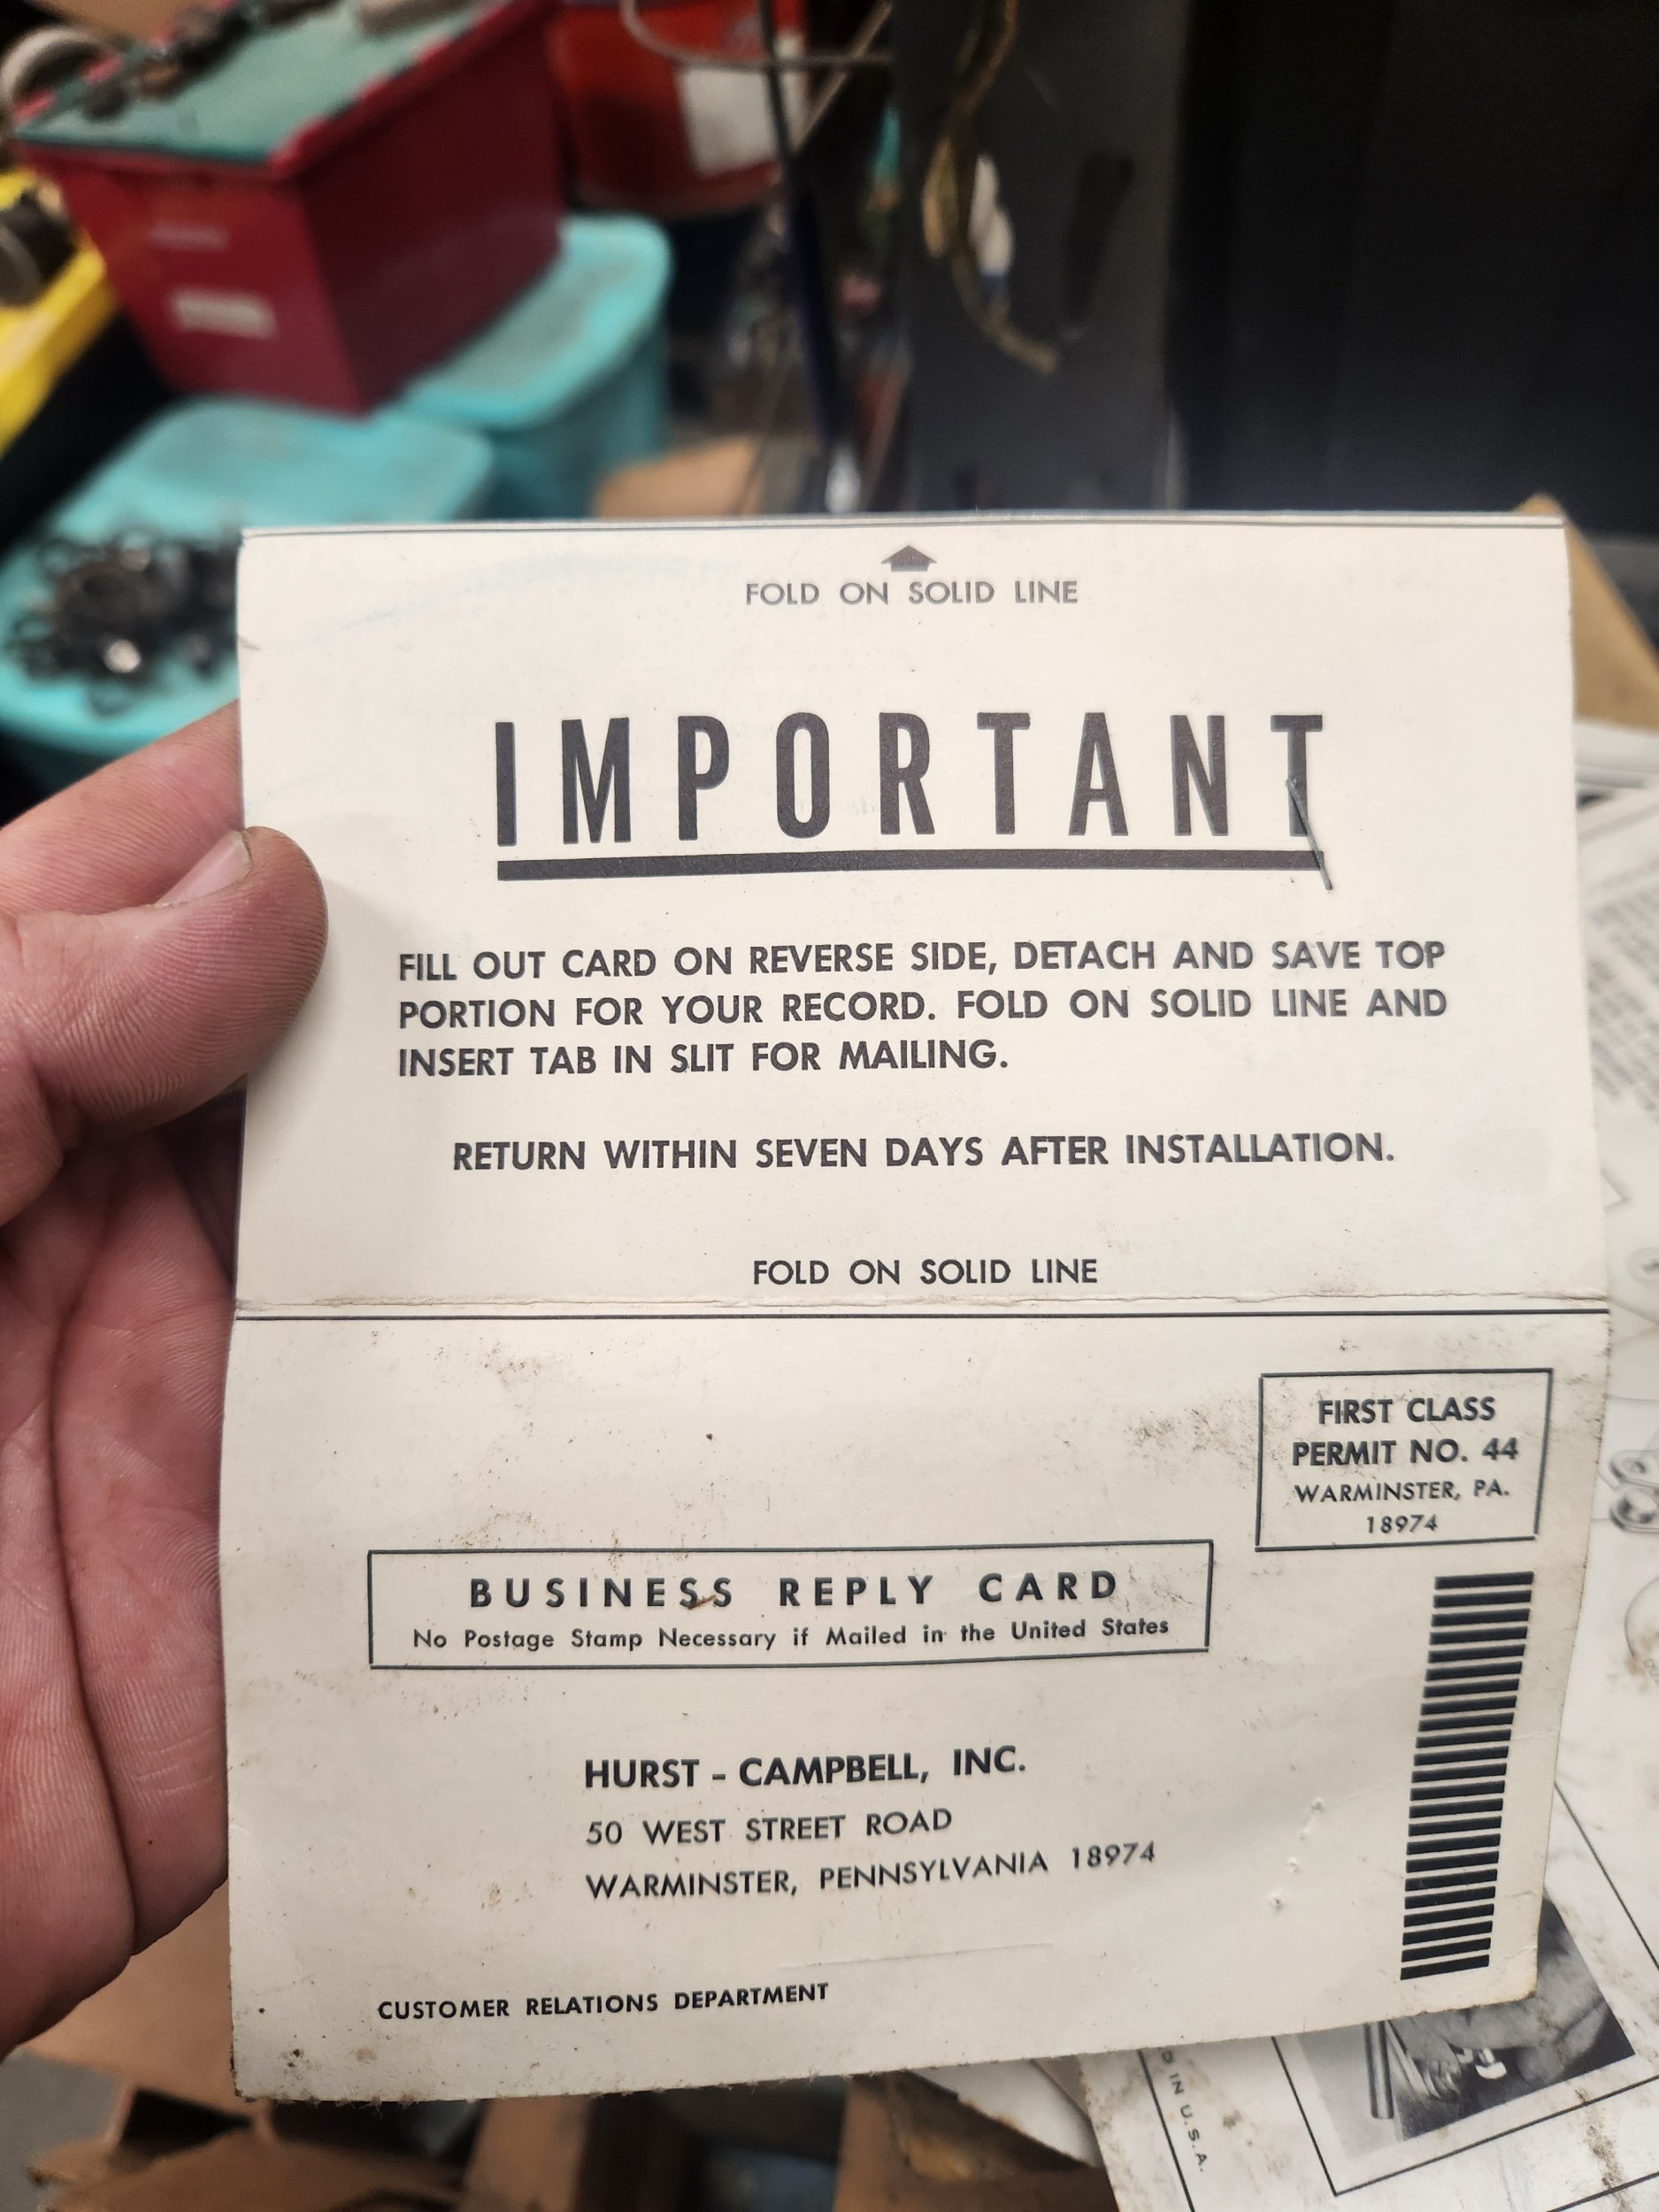 FOLD ON SOLID LINE
IMPORTANT
FILL OUT CARD ON REVERSE SIDE, DETACH AND SAVE TOP
PORTION FOR YOUR RECORD. FOLD ON SOLID LINE AND
INSERT TAB IN SLIT FOR MAILING.
RETURN WITHIN SEVEN DAYS AFTER INSTALLATION.
FOLD ON SOLID LINE
FIRST CLASS
PERMIT NO. 44
WARMINSTER, PA.
18974
BUSINESS REPLY CARD
No Postage Stamp Necessary if Mailed in the United States
HURST - CAMPBELL, INC.
50 WEST STREET ROAD
WARMINSTER, PENNSYLVANIA 18974
CUSTOMER RELATIONS DEPARTMENT
IN U.S.A.